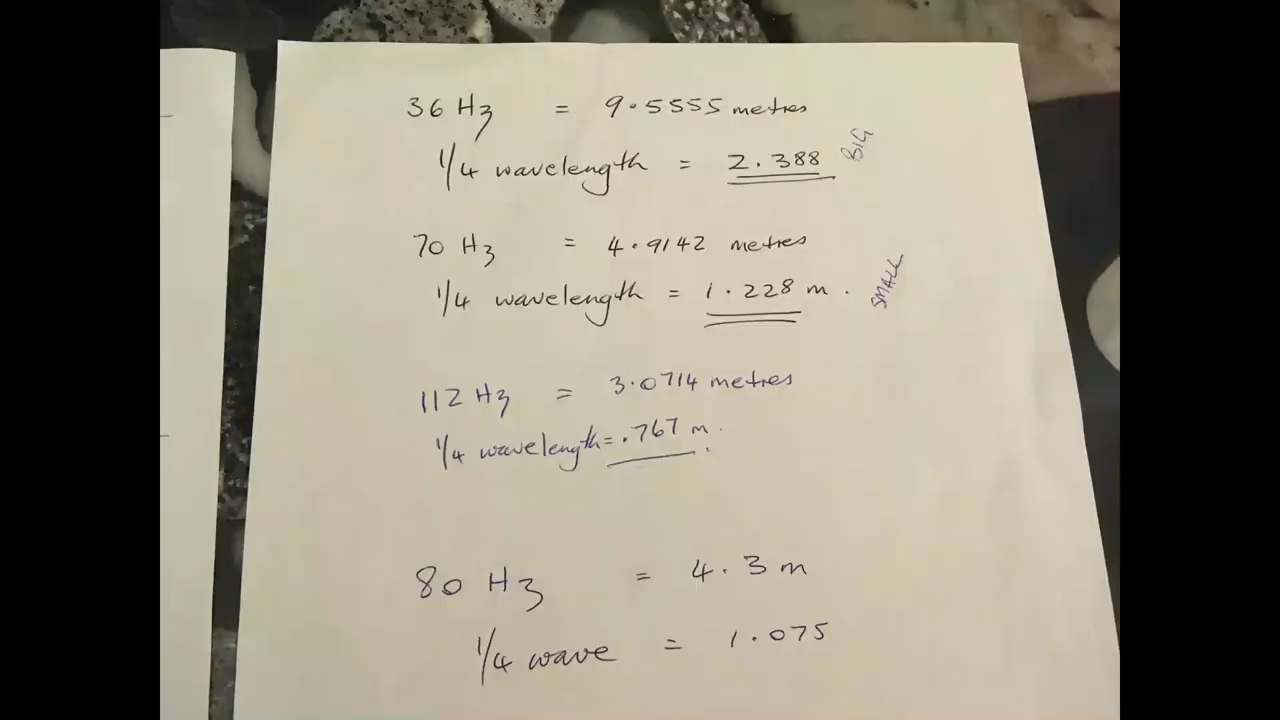 36 Hz = 9.5555 metres
1/4 wavelength = 2.388 BIG
70 Hz = 4.9142 metres
1/4 wavelength = 1.228 m. SMALL
112 Hz = 3.0714 metres
1/4 wavelength = .767 m.
80 Hz = 4.3 m
1/4 wave = 1.075